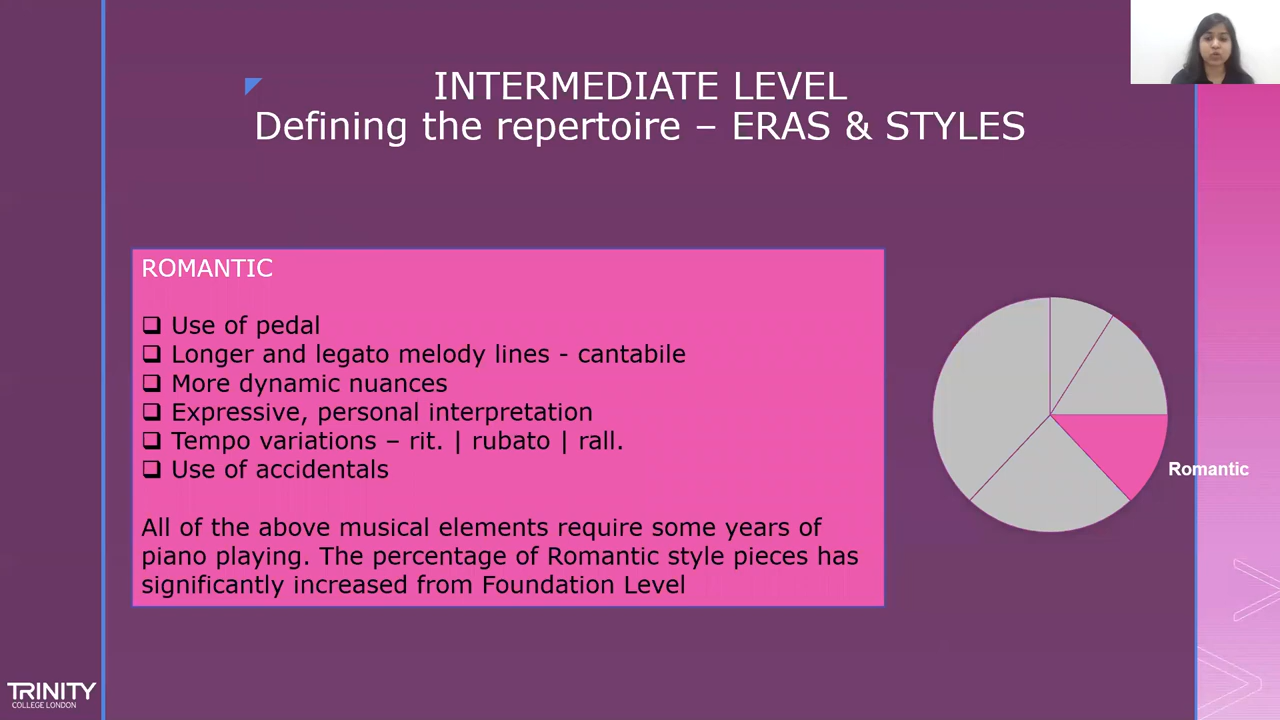 INTERMEDIATE LEVEL
Defining the repertoire – ERAS & STYLES
ROMANTIC
❑ Use of pedal
❑ Longer and legato melody lines - cantabile
❑ More dynamic nuances
❑ Expressive, personal interpretation
❑ Tempo variations – rit. | rubato | rall.
❑ Use of accidentals
All of the above musical elements require some years of
piano playing. The percentage of Romantic style pieces has
significantly increased from Foundation Level
Romantic
TRINITY
COLLEGE LONDON